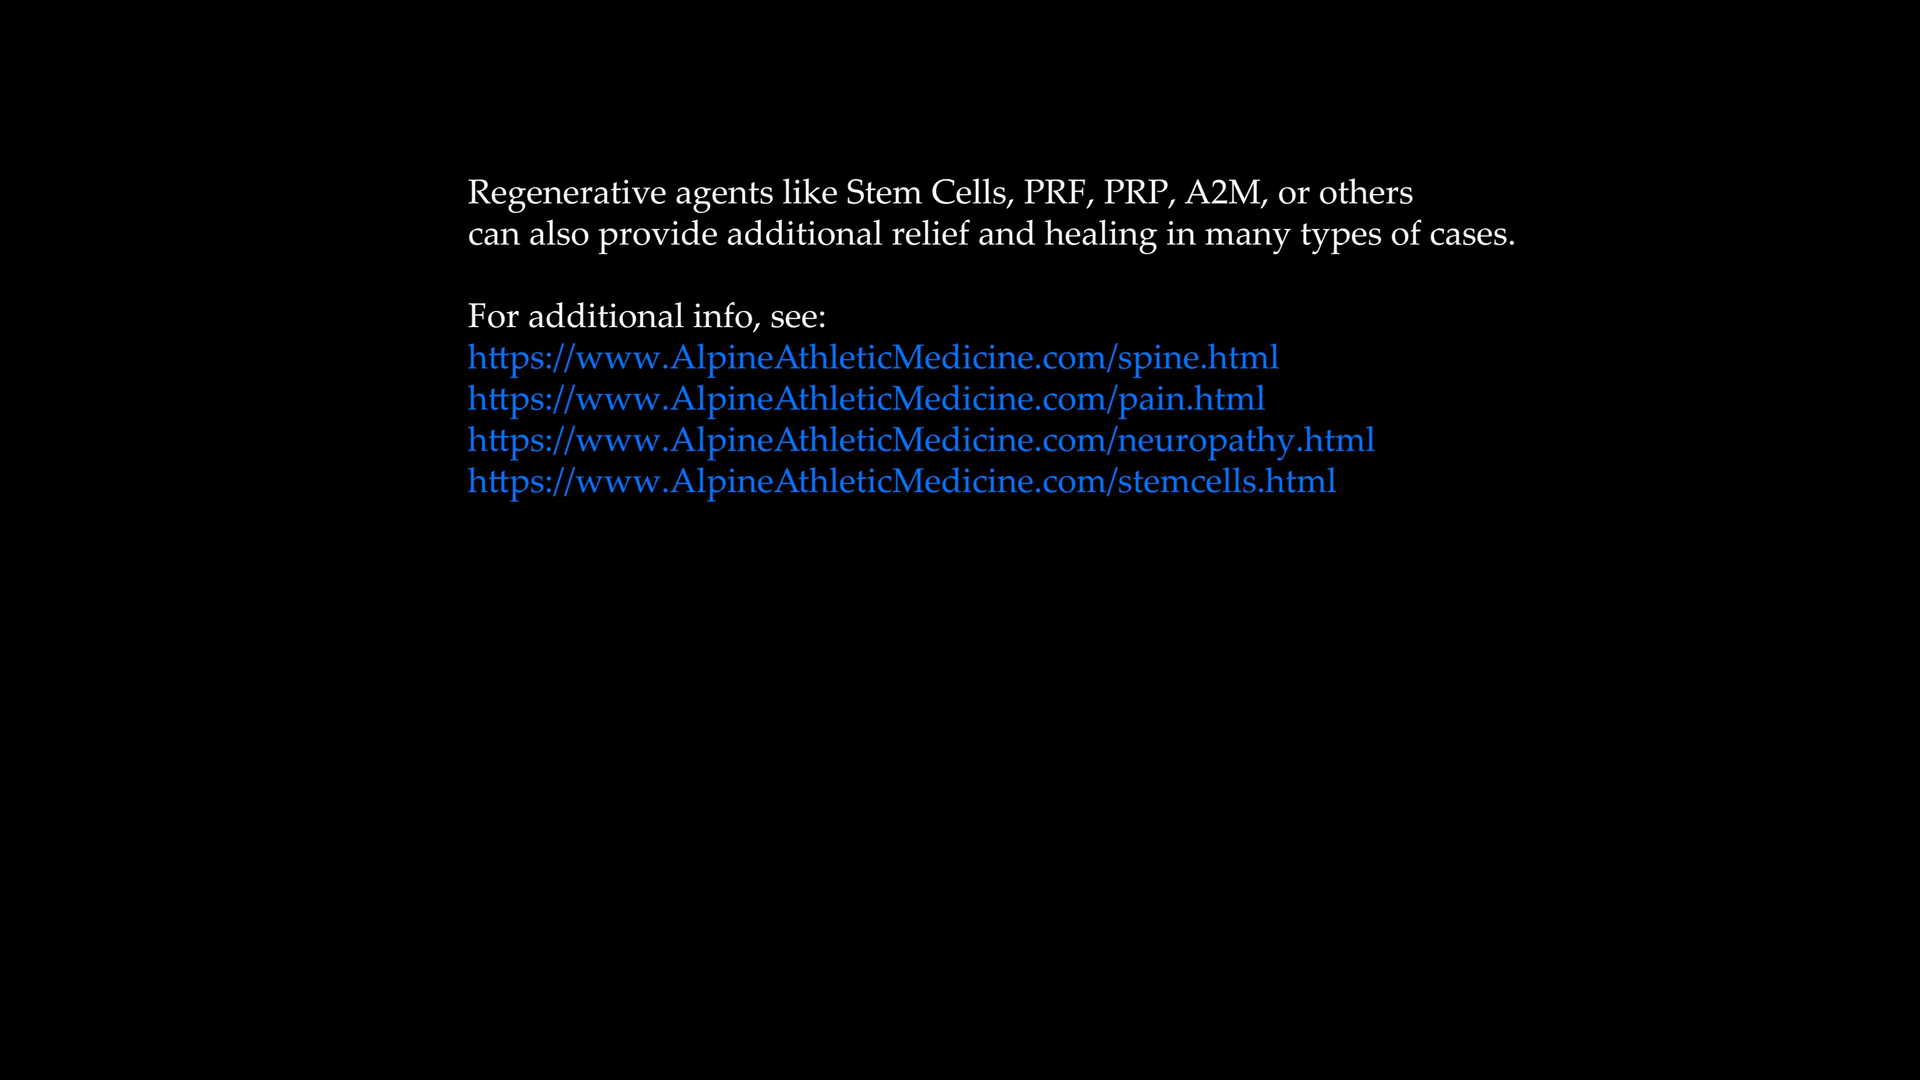 Regenerative agents like Stem Cells, PRF, PRP, A2M, or others
can also provide additional relief and healing in many types of cases.
For additional info, see:
https://www.AlpineAthleticMedicine.com/spine.html
https://www.AlpineAthleticMedicine.com/pain.html
https://www.AlpineAthleticMedicine.com/neuropathy.html
https://www.AlpineAthleticMedicine.com/stemcells.html